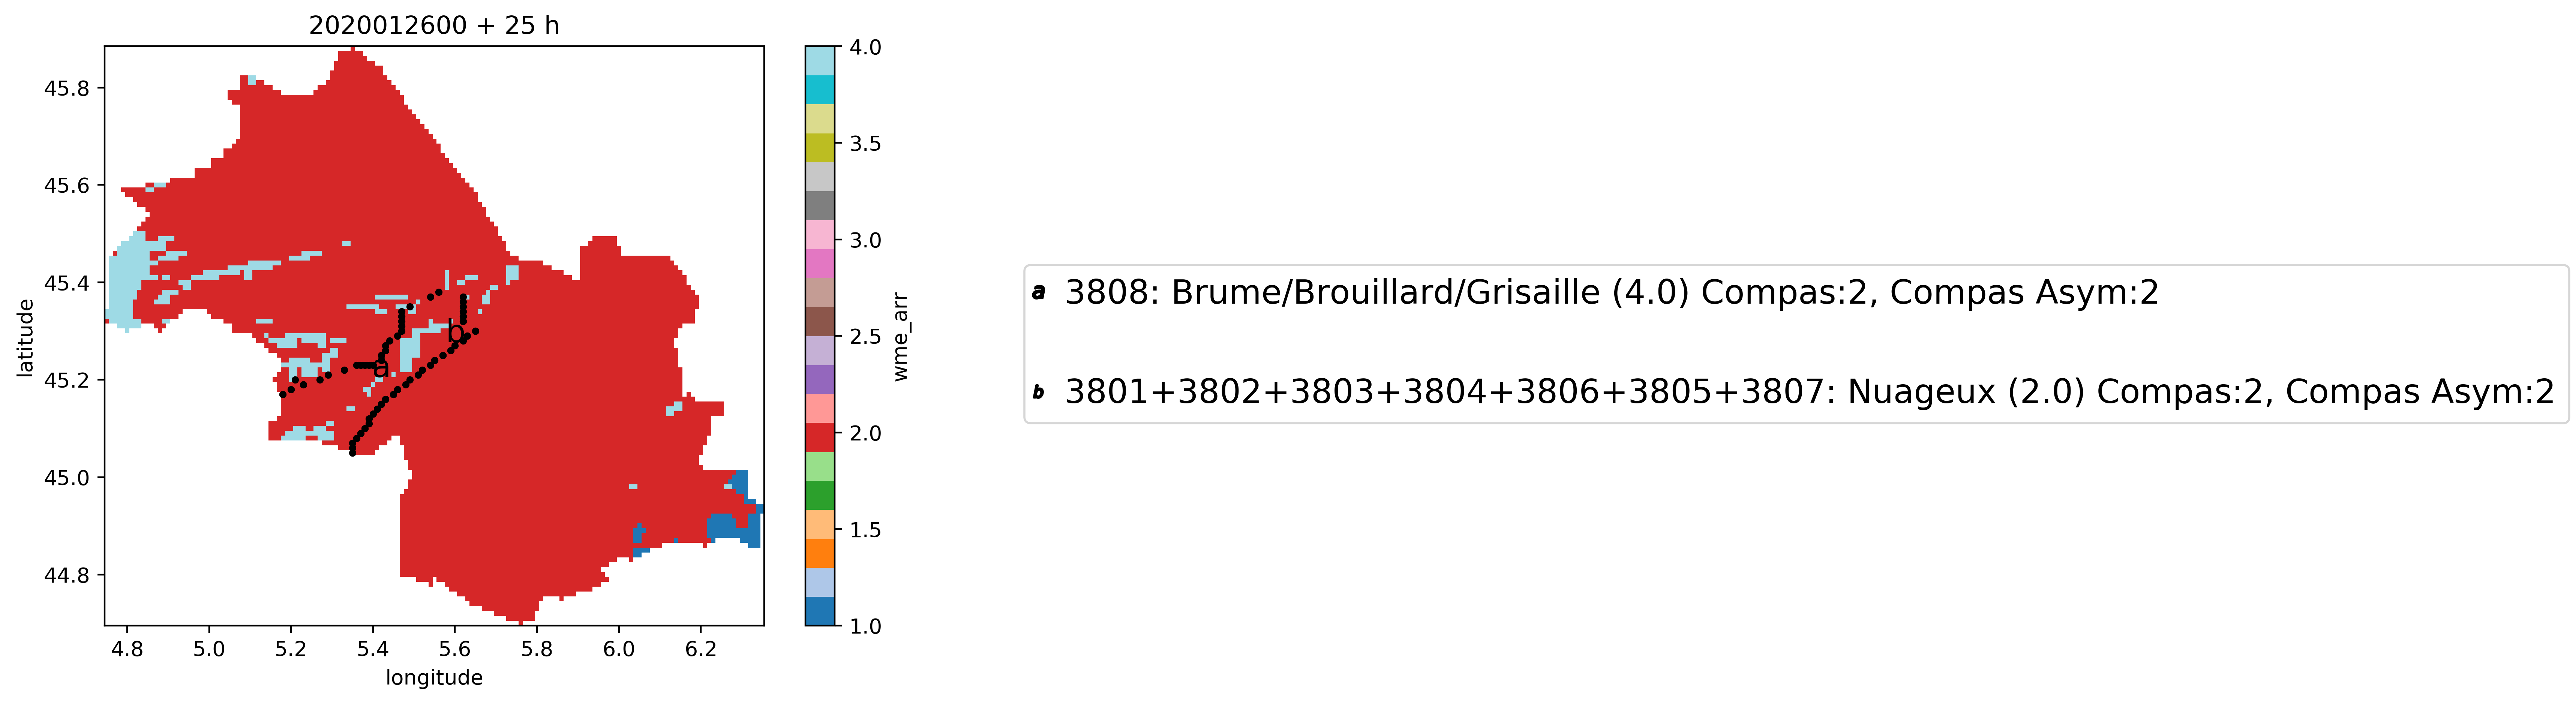 2020012600 + 25 h
45.8
45.6
45.4
45.2
45.0
44.8
latitude
4.8 5.0 5.2 5.4 5.6 5.8 6.0 6.2
longitude
a
b
4.0
3.5
3.0
2.5
2.0
1.5
1.0
wme_arr
a 3808: Brume/Brouillard/Grisaille (4.0) Compas:2, Compas Asym:2
b 3801+3802+3803+3804+3806+3805+3807: Nuageux (2.0) Compas:2, Compas Asym:2